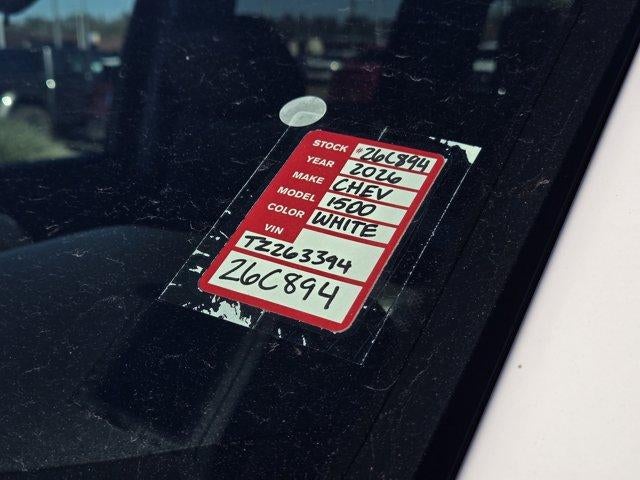 STOCK #26C894
YEAR 2026
MAKE CHEV
MODEL 1500
COLOR WHITE
VIN
TZ263394
26C894